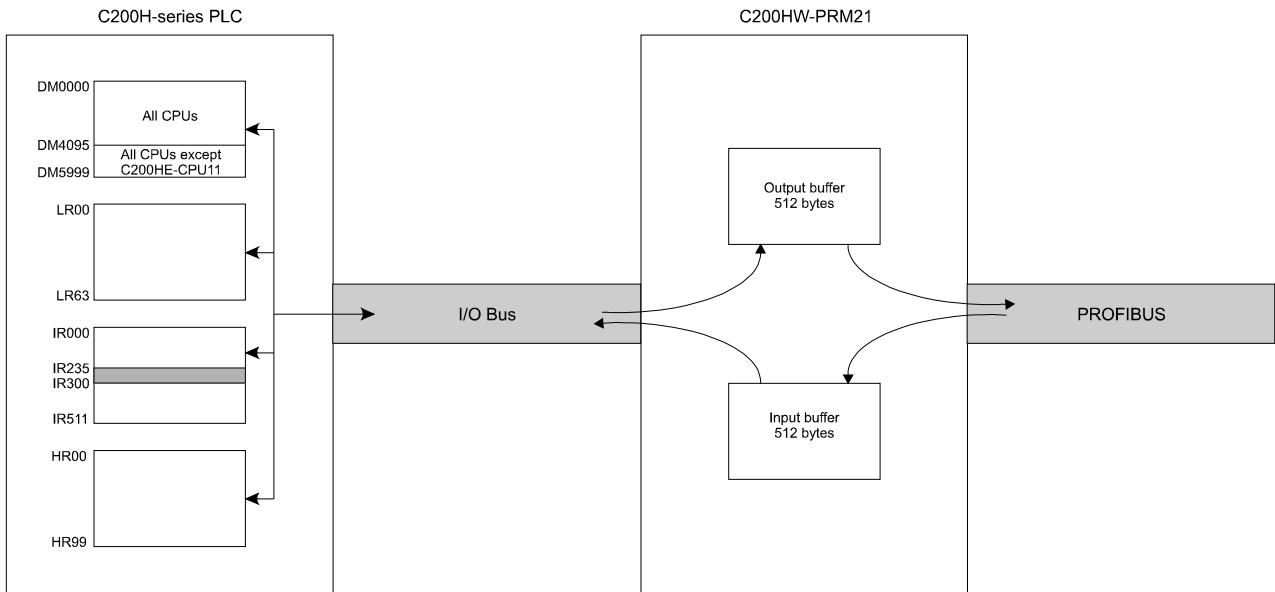 C200H-series PLC
C200HW-PRM21
DM0000
All CPUs
DM4095
All CPUs except
C200HE-CPU11
DM5999
LR00
LR63
IR000
IR235
IR300
IR511
HR00
HR99
I/O Bus
Output buffer
512 bytes
Input buffer
512 bytes
PROFIBUS